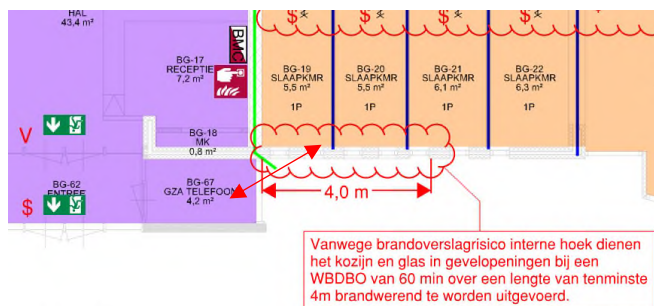 HAL
43,4 m²
BMC
BG-17
RECEPTIE
7,2 m²
BG-18
MK
0,8 m²
BG-19
SLAAPKMR
5,5 m²
1P
BG-20
SLAAPKMR
5,5 m²
1P
BG-21
SLAAPKMR
6,1 m²
1P
BG-22
SLAAPKMR
6,3 m²
1P
$
$
$
V
BG-62
ENTREE
$
BG-67
GZA TELEFOON
4,2 m²
4,0 m
Vanwege brandoverslagrisico interne hoek dienen
het kozijn en glas in gevelopeningen bij een
WBDBO van 60 min over een lengte van tenminste
4m brandwerend te worden uitgevoerd.